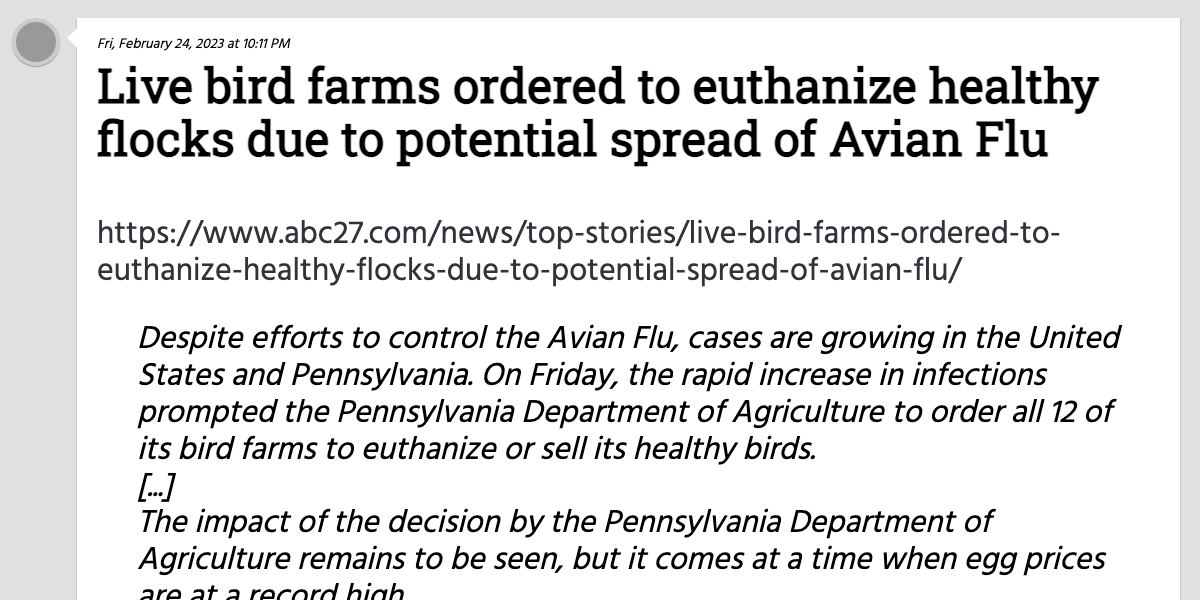 Fri, February 24, 2023 at 10:11 PM
Live bird farms ordered to euthanize healthy
flocks due to potential spread of Avian Flu
https://www.abc27.com/news/top-stories/live-bird-farms-ordered-to-
euthanize-healthy-flocks-due-to-potential-spread-of-avian-flu/
Despite efforts to control the Avian Flu, cases are growing in the United
States and Pennsylvania. On Friday, the rapid increase in infections
prompted the Pennsylvania Department of Agriculture to order all 12 of
its bird farms to euthanize or sell its healthy birds.
[...]
The impact of the decision by the Pennsylvania Department of
Agriculture remains to be seen, but it comes at a time when egg prices
are at a record high